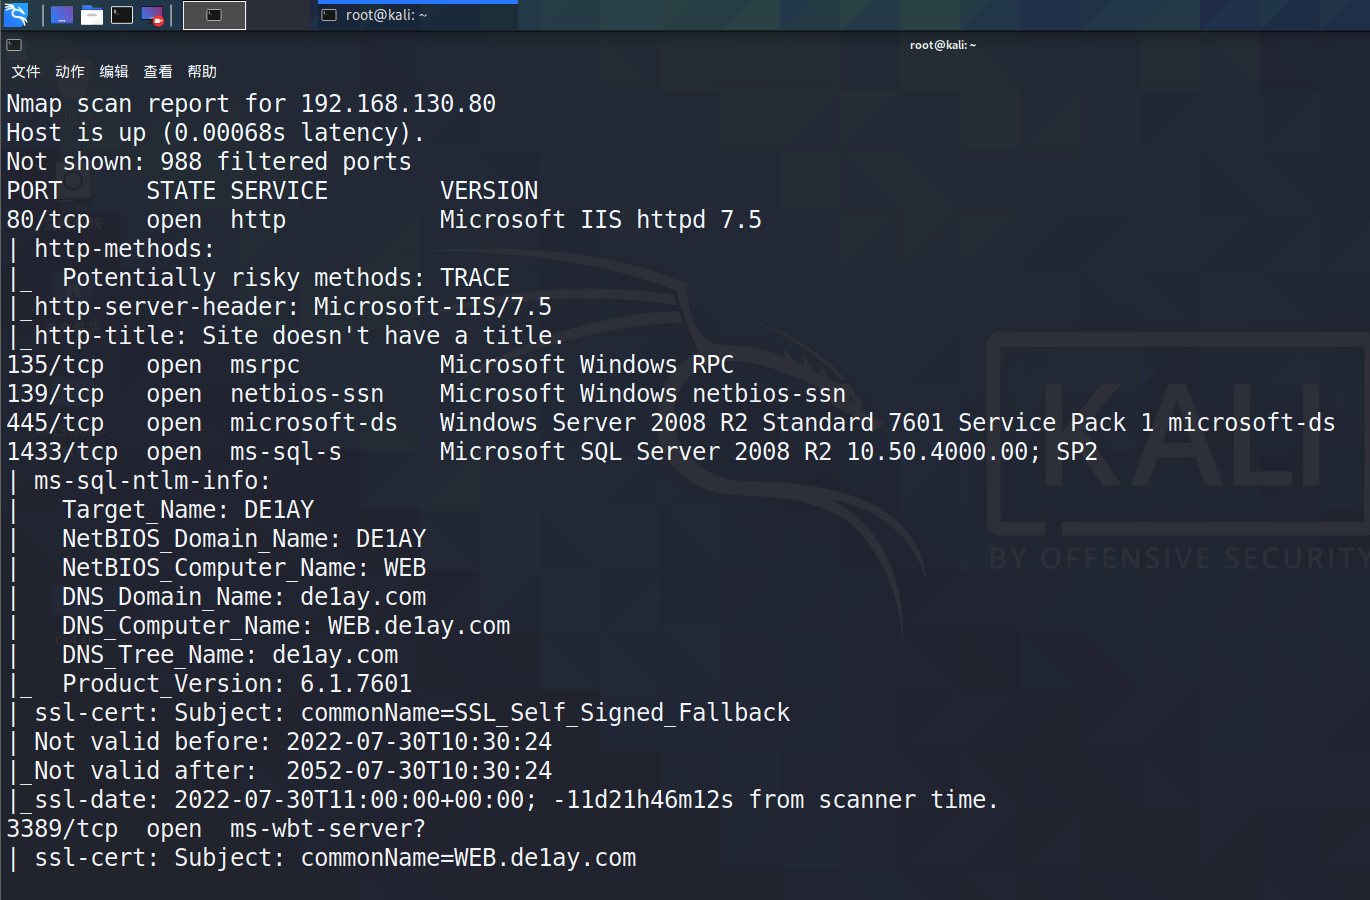 root@kali: ~
root@kali: ~
文件 动作 编辑 查看 帮助
Nmap scan report for 192.168.130.80
Host is up (0.00068s latency).
Not shown: 988 filtered ports
PORT      STATE SERVICE        VERSION
80/tcp    open  http           Microsoft IIS httpd 7.5
| http-methods:
|_  Potentially risky methods: TRACE
|_http-server-header: Microsoft-IIS/7.5
|_http-title: Site doesn't have a title.
135/tcp   open  msrpc          Microsoft Windows RPC
139/tcp   open  netbios-ssn    Microsoft Windows netbios-ssn
445/tcp   open  microsoft-ds   Windows Server 2008 R2 Standard 7601 Service Pack 1 microsoft-ds
1433/tcp  open  ms-sql-s       Microsoft SQL Server 2008 R2 10.50.4000.00; SP2
| ms-sql-ntlm-info:
|   Target_Name: DE1AY
|   NetBIOS_Domain_Name: DE1AY
|   NetBIOS_Computer_Name: WEB
|   DNS_Domain_Name: de1ay.com
|   DNS_Computer_Name: WEB.de1ay.com
|   DNS_Tree_Name: de1ay.com
|_  Product_Version: 6.1.7601
| ssl-cert: Subject: commonName=SSL_Self_Signed_Fallback
| Not valid before: 2022-07-30T10:30:24
|_Not valid after:  2052-07-30T10:30:24
|_ssl-date: 2022-07-30T11:00:00+00:00; -11d21h46m12s from scanner time.
3389/tcp  open  ms-wbt-server?
| ssl-cert: Subject: commonName=WEB.de1ay.com
KALI
BY OFFENSIVE SECURITY